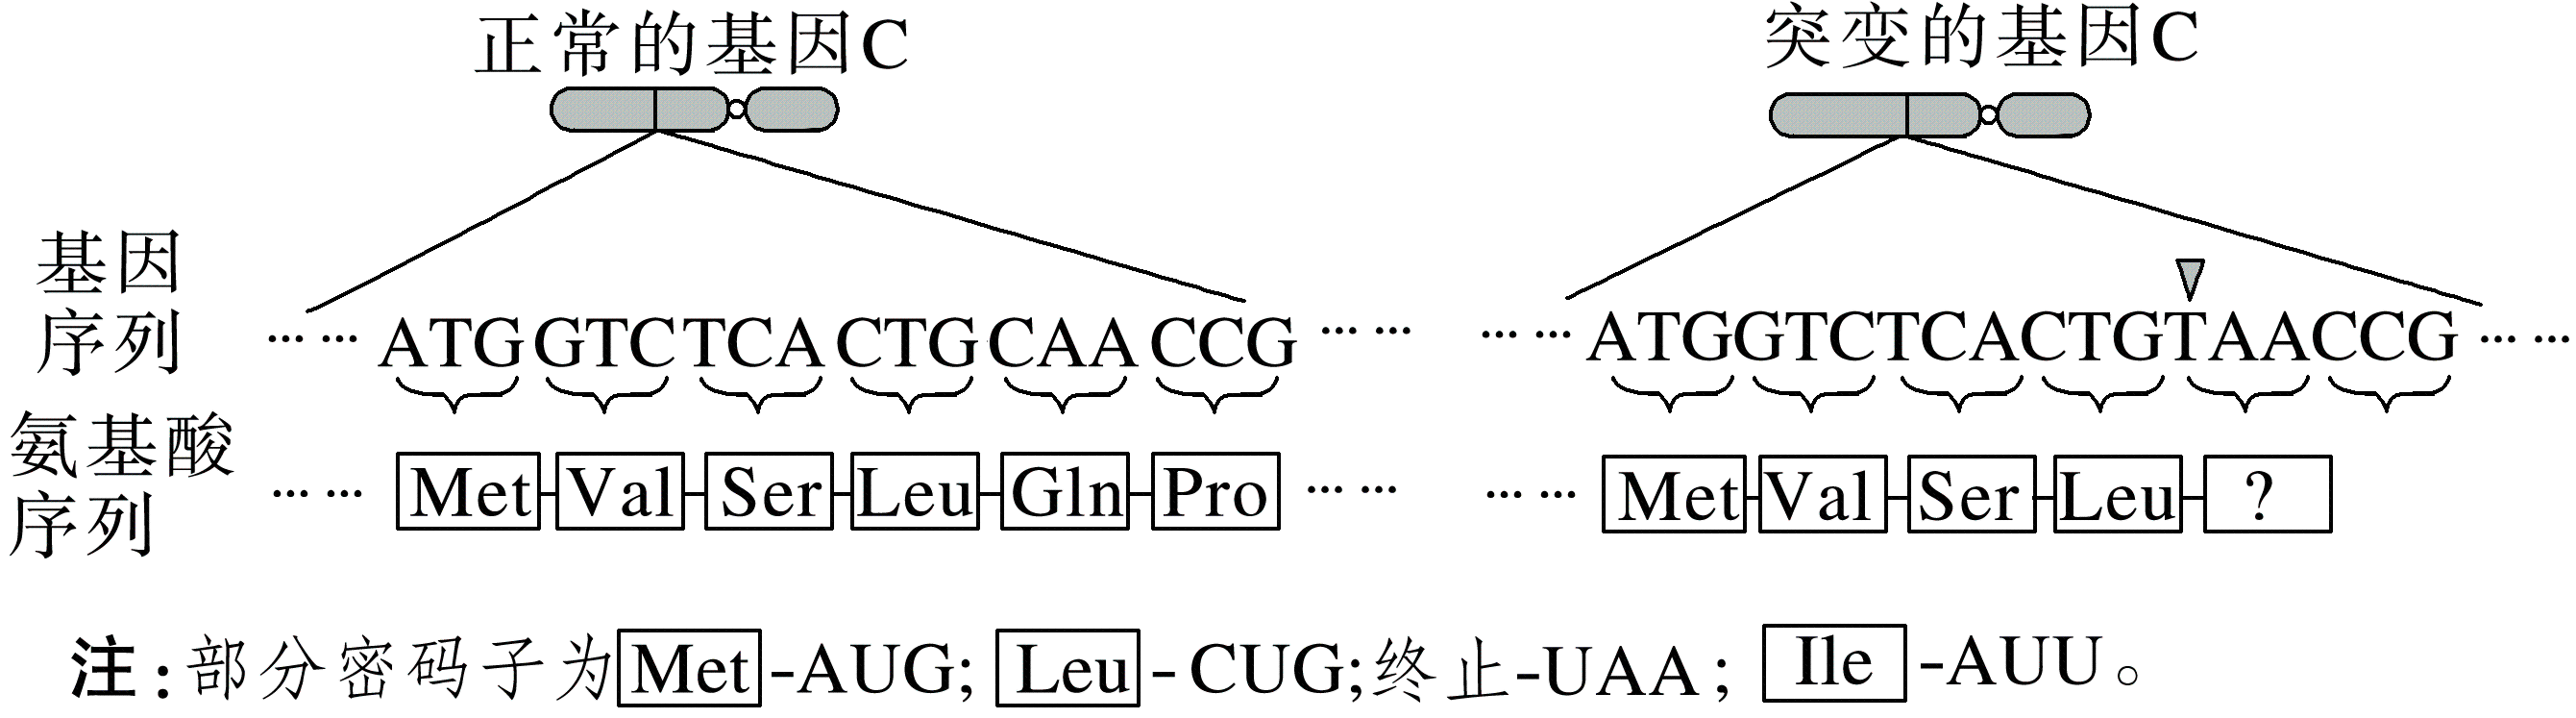 正常的基因C 突变的基因C
基因
序列 …… ATG GTC TCA CTG CAA CCG …… …… ATGGTCTCACTGTAACCG ……
氨基酸
序列 …… Met Val Ser Leu Gln Pro …… …… Met Val Ser Leu ?
注:部分密码子为 Met -AUG; Leu -CUG;终止-UAA; Ile -AUU。